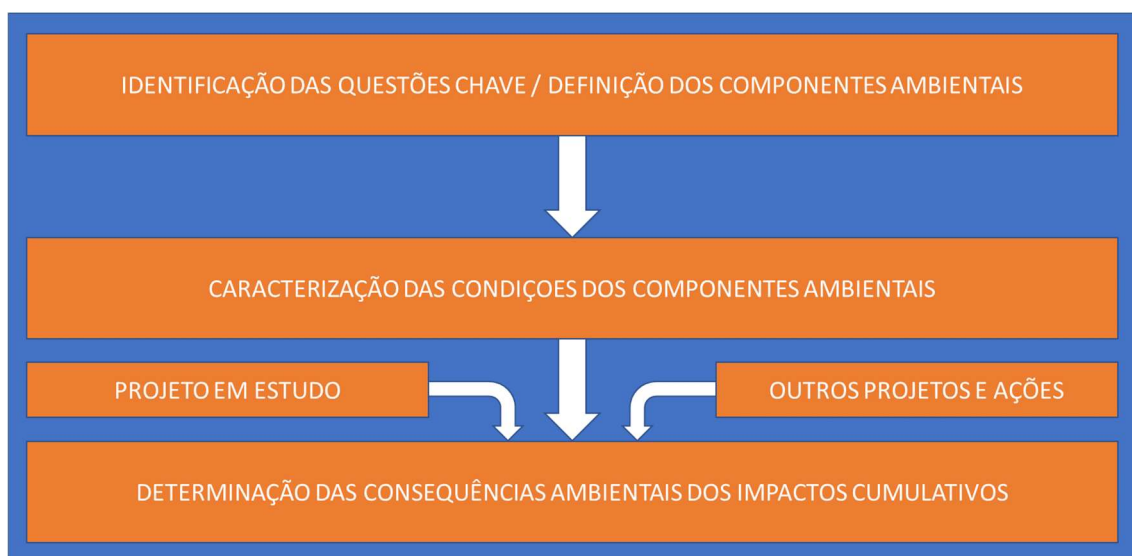 IDENTIFICAÇÃO DAS QUESTÕES CHAVE / DEFINIÇÃO DOS COMPONENTES AMBIENTAIS
CARACTERIZAÇÃO DAS CONDIÇOES DOS COMPONENTES AMBIENTAIS
PROJETO EM ESTUDO
OUTROS PROJETOS E AÇÕES
DETERMINAÇÃO DAS CONSEQUÊNCIAS AMBIENTAIS DOS IMPACTOS CUMULATIVOS